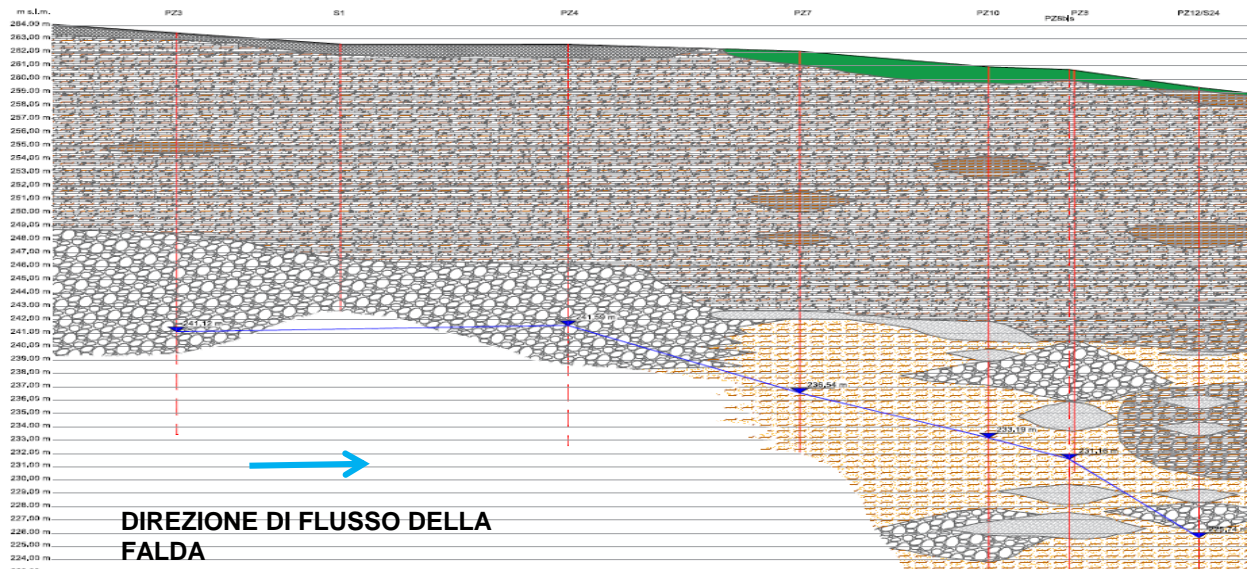 m s.l.m.
PZ3
S1
PZ4
PZ7
PZ10
PZ8bis
PZ12/S24
264,00 m
263,00 m
262,00 m
261,00 m
260,00 m
259,00 m
258,00 m
257,00 m
256,00 m
255,00 m
254,00 m
253,00 m
252,00 m
251,00 m
250,00 m
249,00 m
248,00 m
247,00 m
246,00 m
245,00 m
244,00 m
243,00 m
242,00 m
241,00 m
240,00 m
239,00 m
238,00 m
237,00 m
236,00 m
235,00 m
234,00 m
233,00 m
232,00 m
231,00 m
230,00 m
229,00 m
228,00 m
227,00 m
226,00 m
225,00 m
224,00 m
236,54 m
233,19 m
DIREZIONE DI FLUSSO DELLA
FALDA